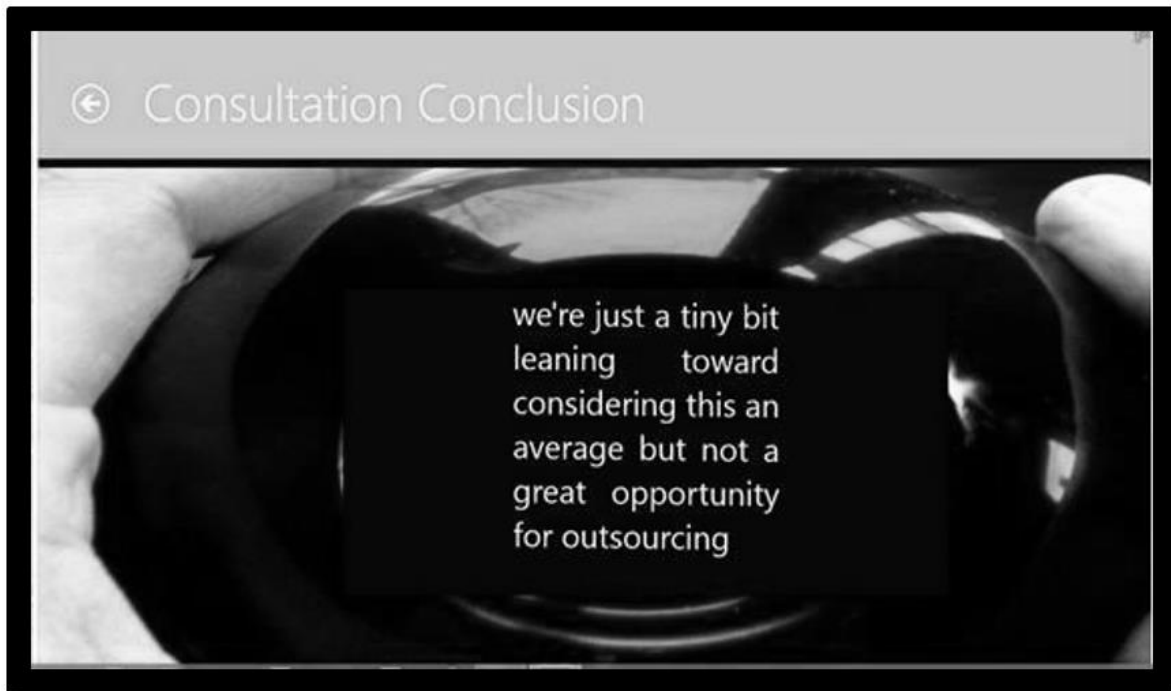 Consultation Conclusion
we're just a tiny bit
leaning toward
considering this an
average but not a
great opportunity
for outsourcing